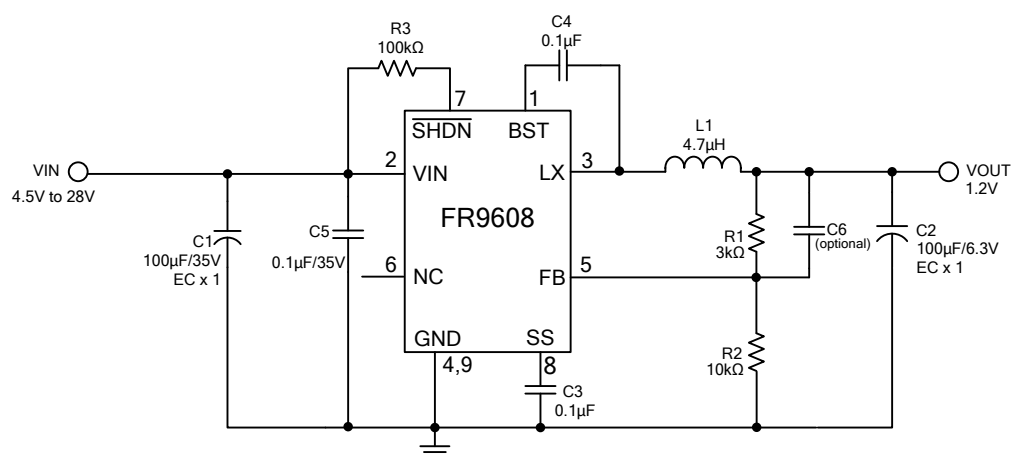 C4
0.1µF
R3
100kΩ
7
1
SHDN
BST
L1
4.7µH
VIN
4.5V to 28V
2
VIN
LX
3
VOUT
1.2V
FR9608
C1
100µF/35V
EC x 1
C5
0.1µF/35V
R1
3kΩ
C6
(optional)
C2
100µF/6.3V
EC x 1
6
NC
FB
5
GND
SS
4,9
8
C3
0.1µF
R2
10kΩ